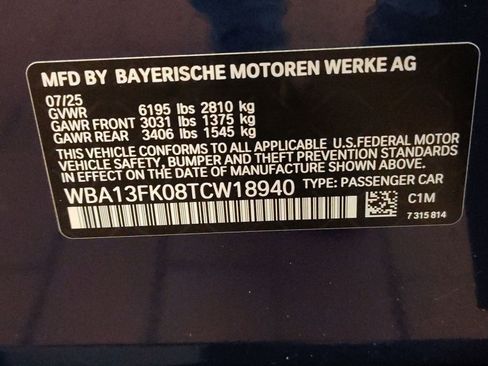 MFD BY BAYERISCHE MOTOREN WERKE AG
07/25
GVWR 6195 lbs 2810 kg
GAWR FRONT 3031 lbs 1375 kg
GAWR REAR 3406 lbs 1545 kg
THIS VEHICLE CONFORMS TO ALL APPLICABLE U.S.FEDERAL MOTOR
VEHICLE SAFETY, BUMPER AND THEFT PREVENTION STANDARDS
IN EFFECT ON THE DATE OF MANUFACTURE SHOWN ABOVE.
WBA13FK08TCW18940 TYPE: PASSENGER CAR
C1M
7 315 814